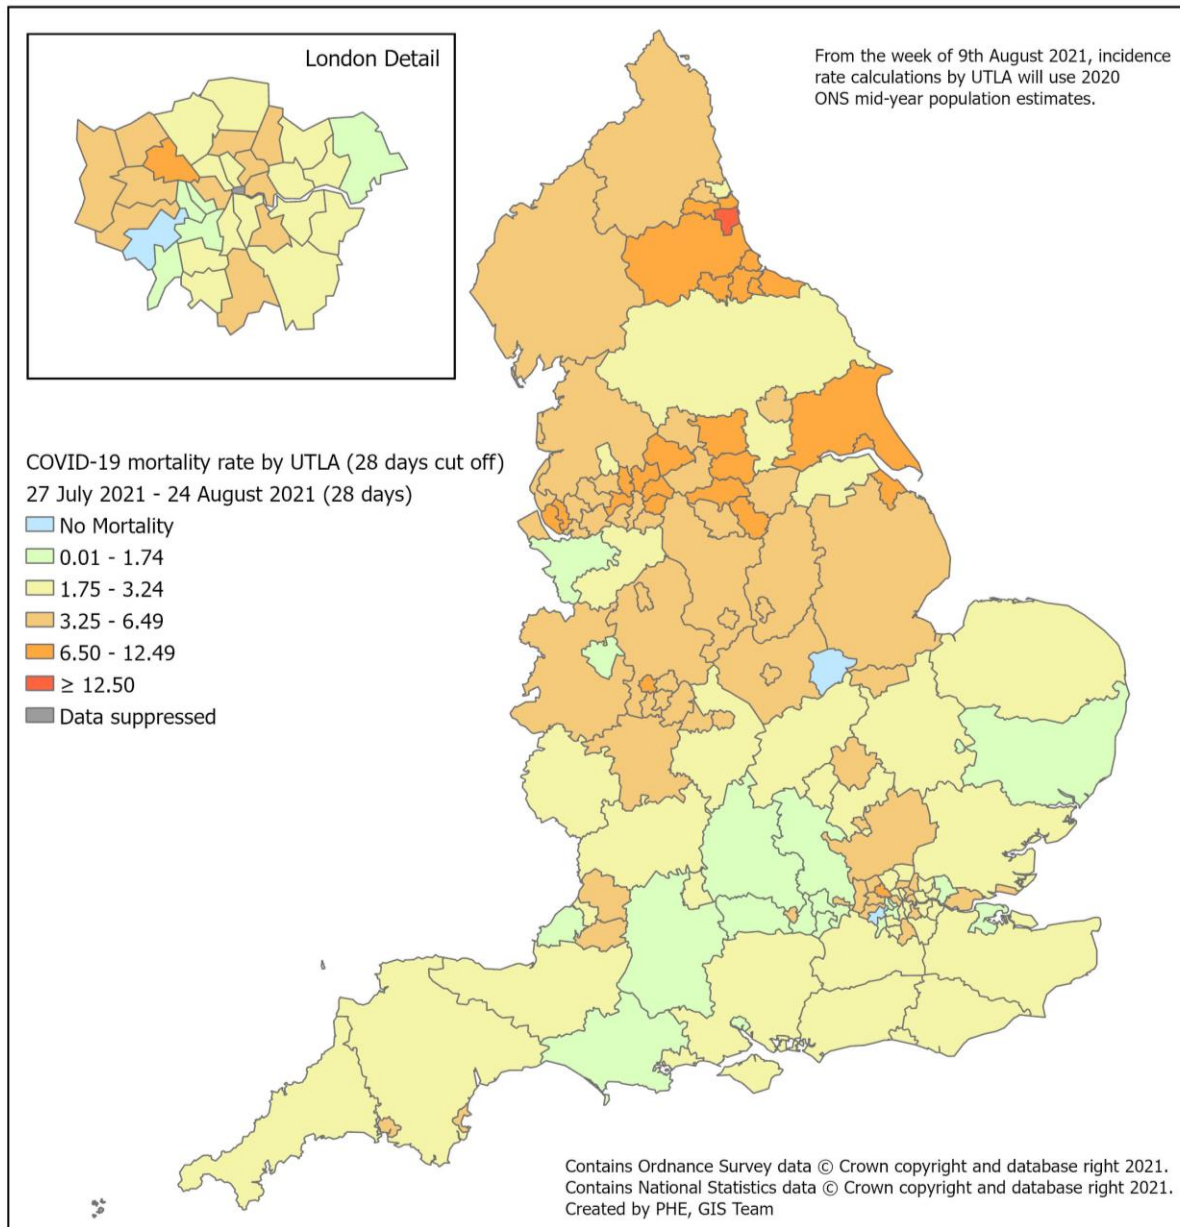 London Detail
From the week of 9th August 2021, incidence
rate calculations by UTLA will use 2020
ONS mid-year population estimates.
COVID-19 mortality rate by UTLA (28 days cut off)
27 July 2021 - 24 August 2021 (28 days)
No Mortality
0.01 - 1.74
1.75 - 3.24
3.25 - 6.49
6.50 - 12.49
≥ 12.50
Data suppressed
Contains Ordnance Survey data © Crown copyright and database right 2021.
Contains National Statistics data © Crown copyright and database right 2021.
Created by PHE, GIS Team